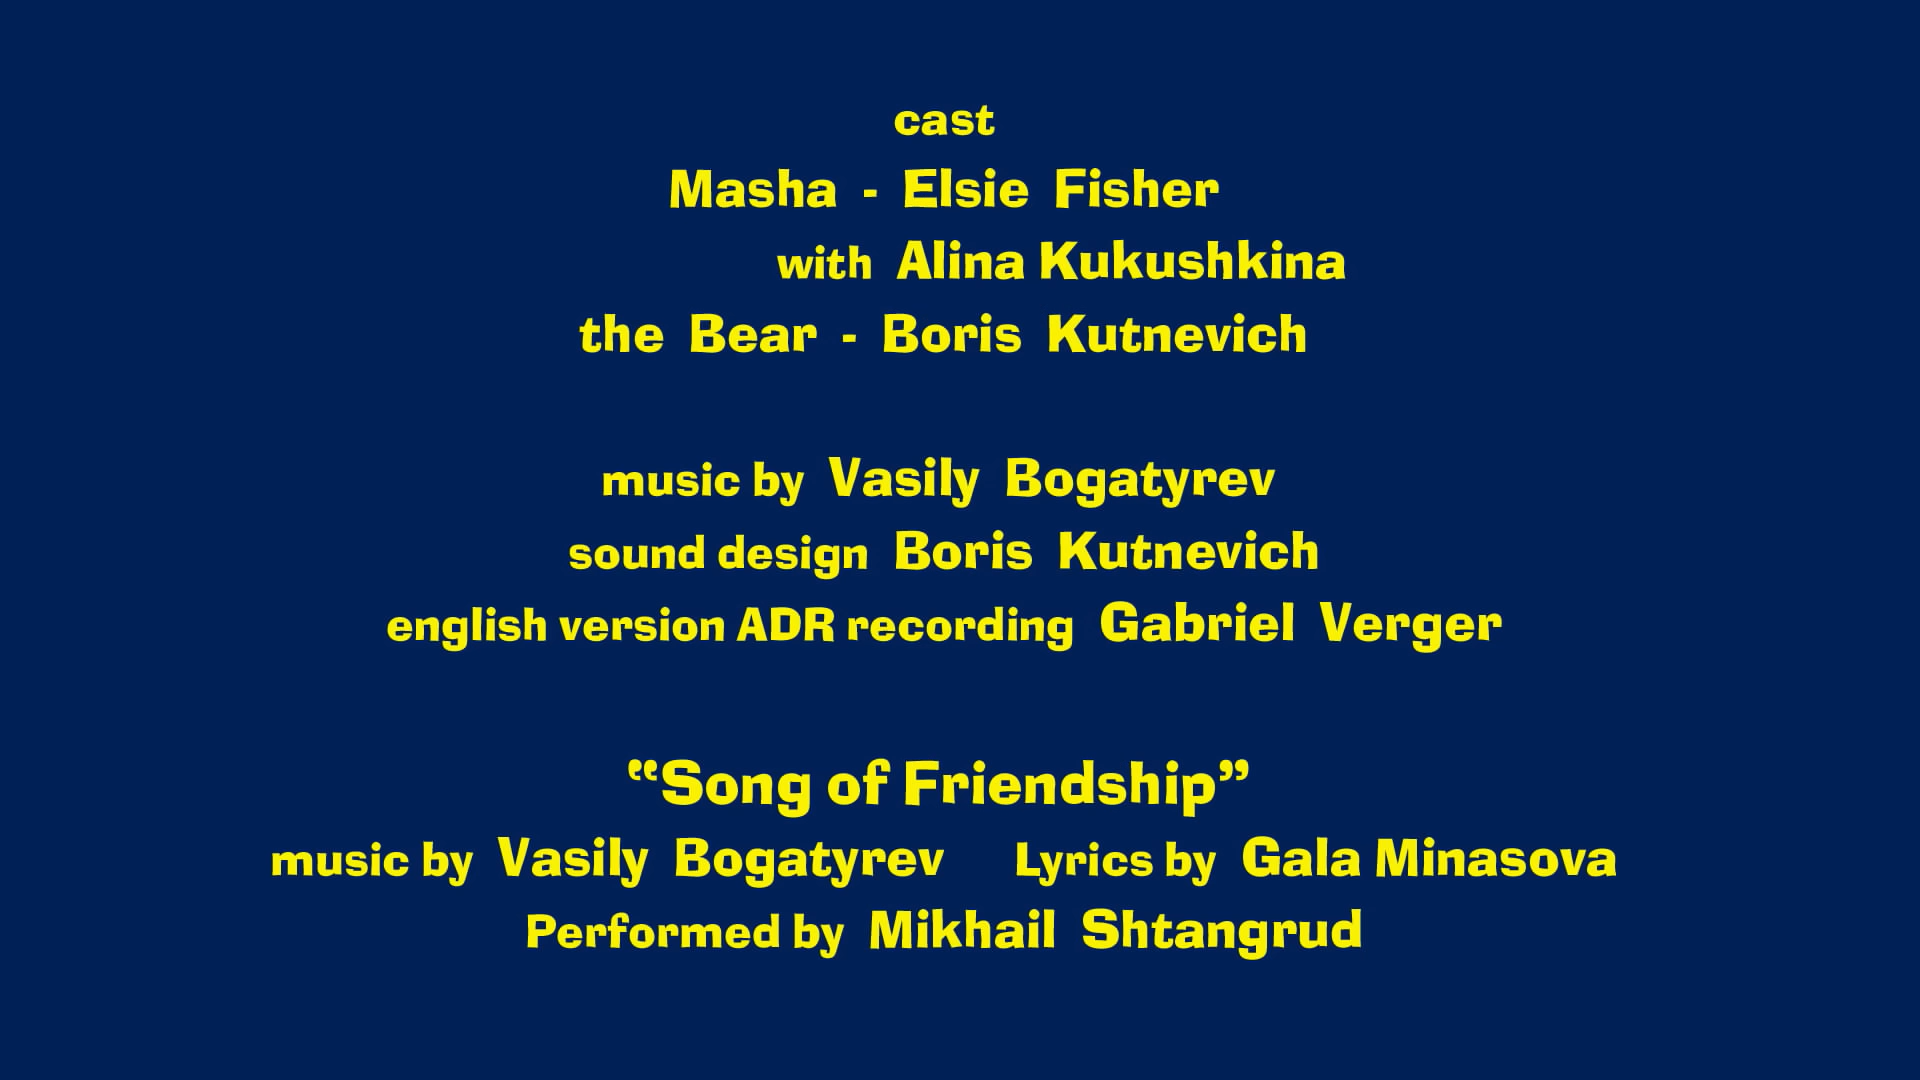 cast
Masha - Elsie Fisher
with Alina Kukushkina
the Bear - Boris Kutnevich
music by Vasily Bogatyrev
sound design Boris Kutnevich
english version ADR recording Gabriel Verger
“Song of Friendship”
music by Vasily Bogatyrev Lyrics by Gala Minasova
Performed by Mikhail Shtangrud